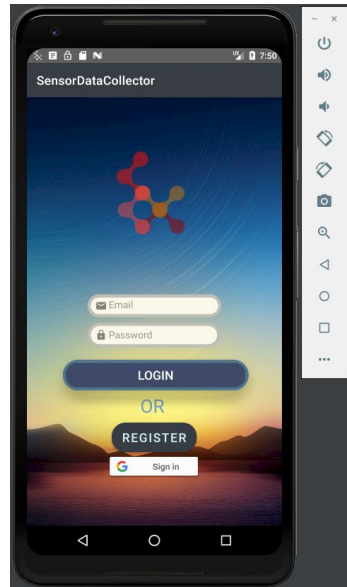 7:50
SensorDataCollector
Email
Password
LOGIN
OR
REGISTER
G Sign in